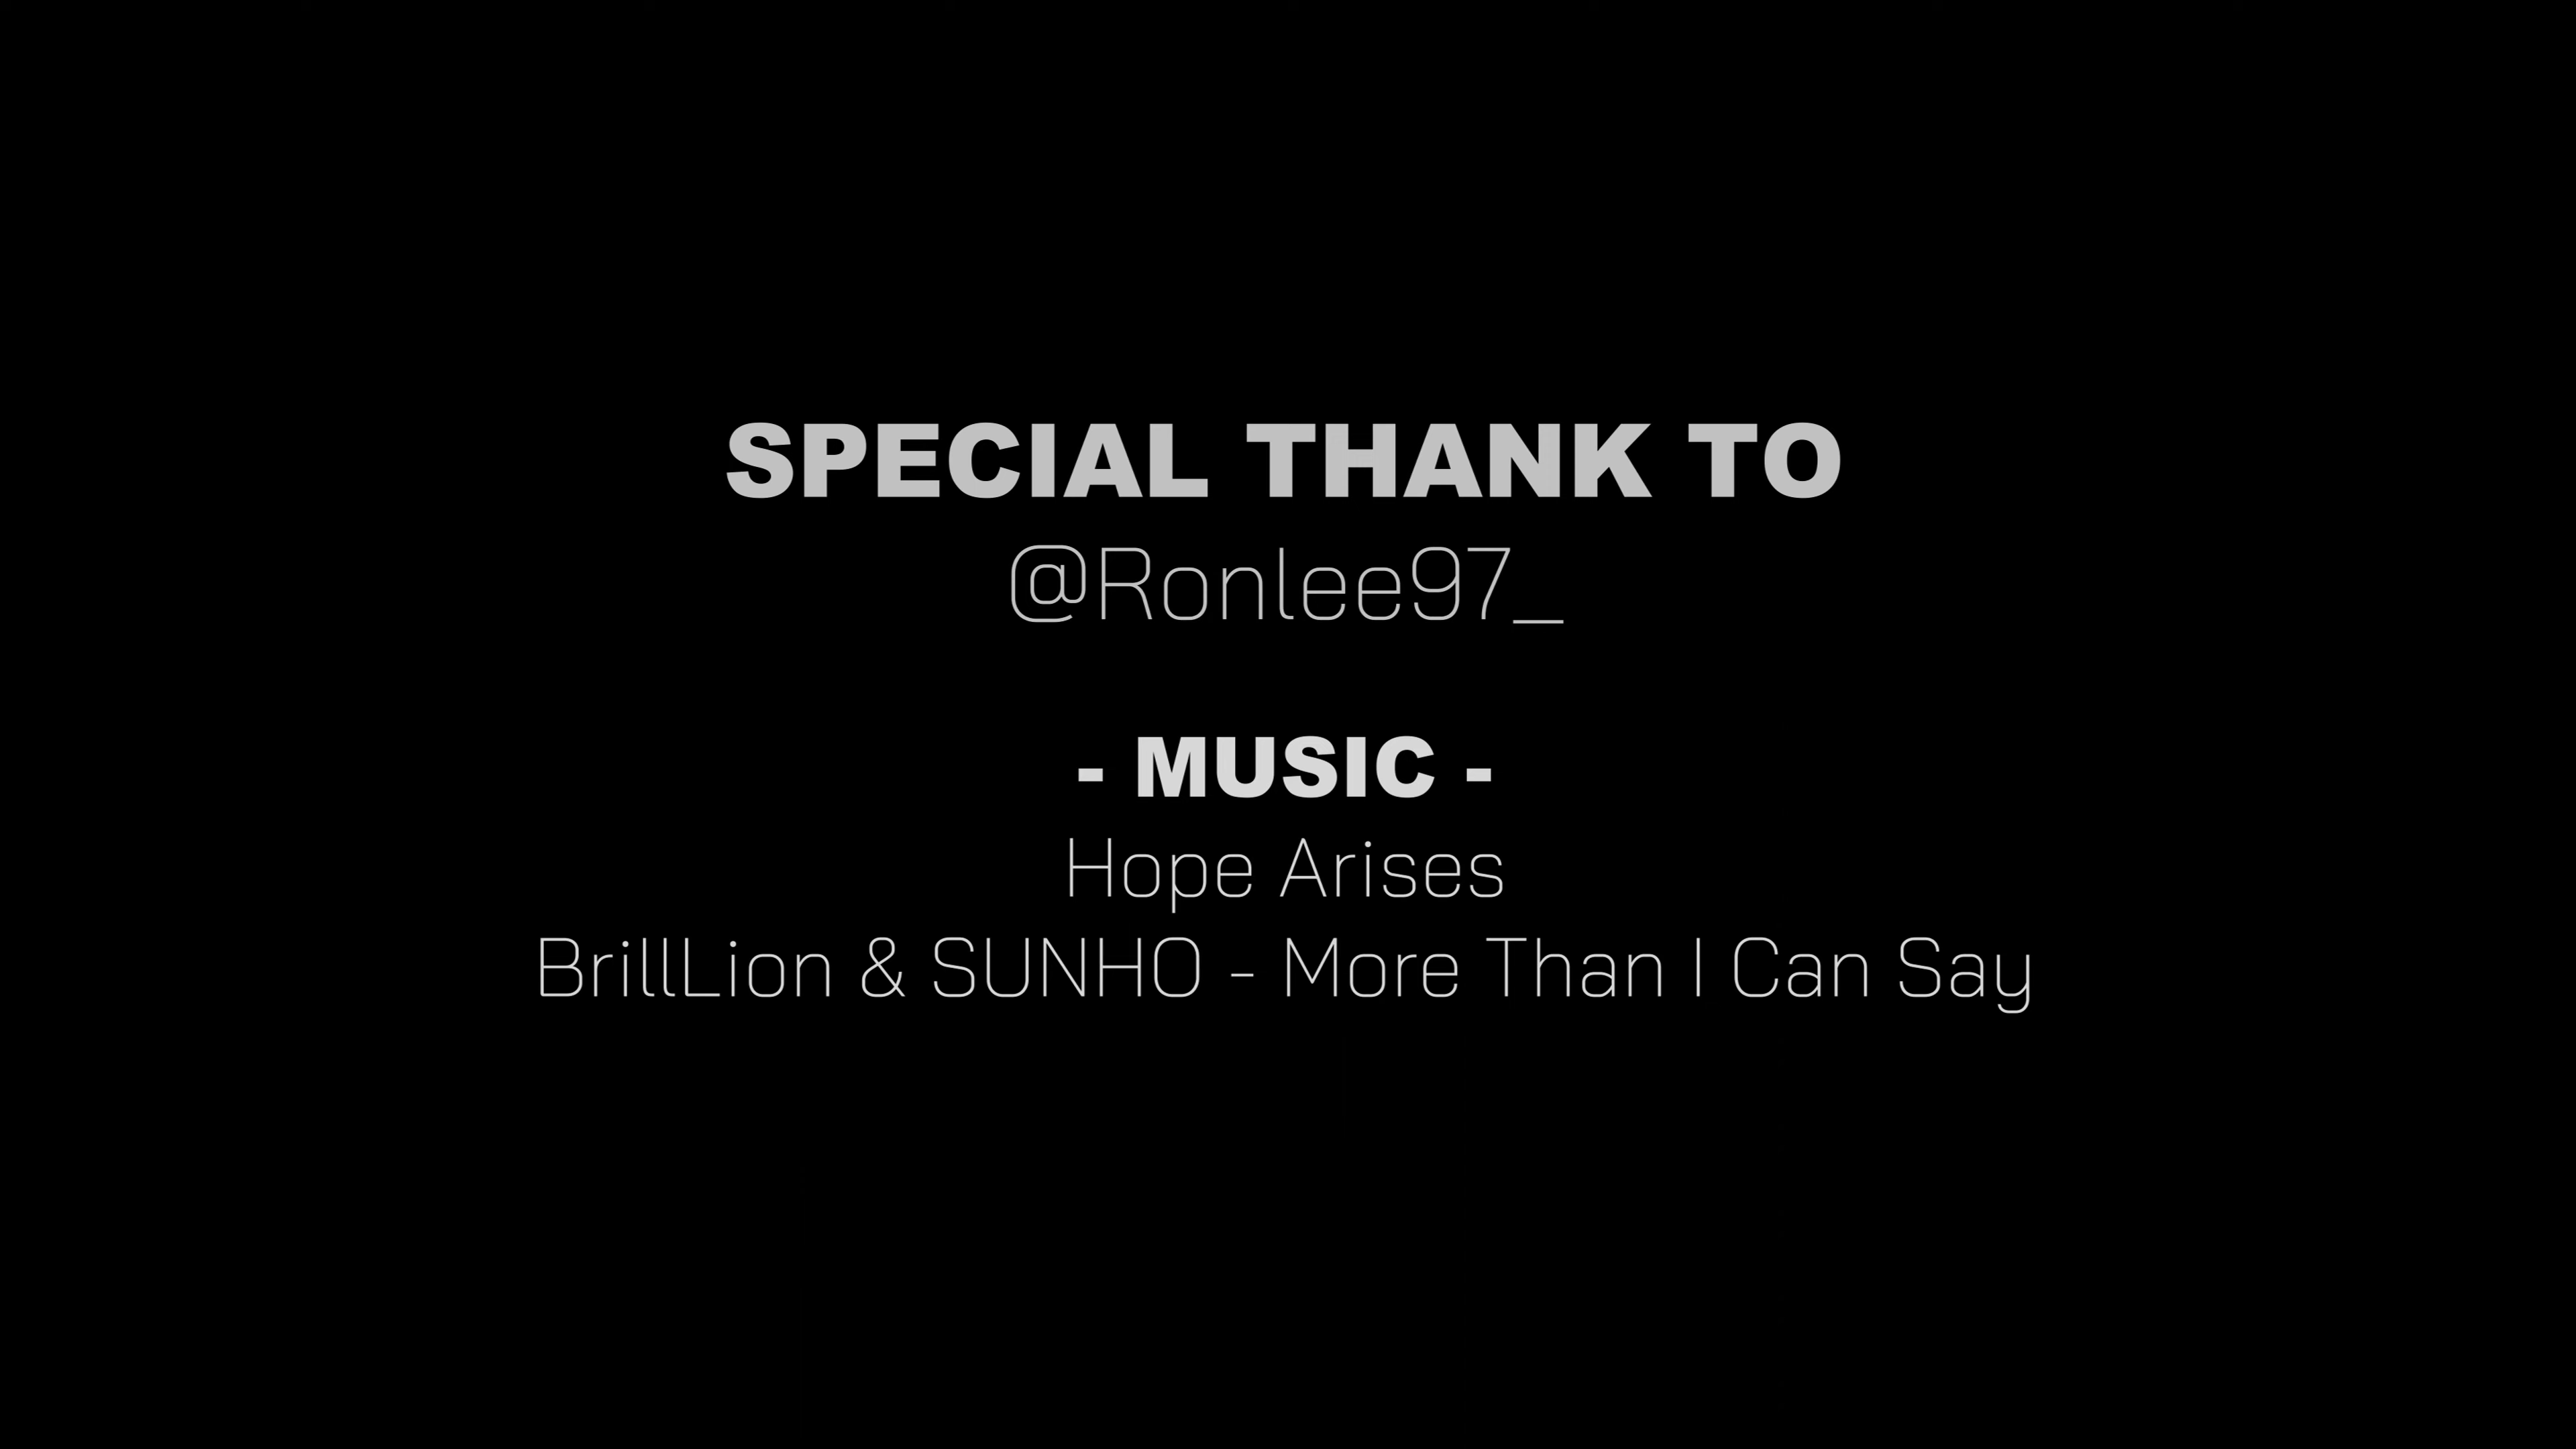 SPECIAL THANK TO
@Ronlee97_
- MUSIC -
Hope Arises
BrillLion & SUNHO - More Than I Can Say